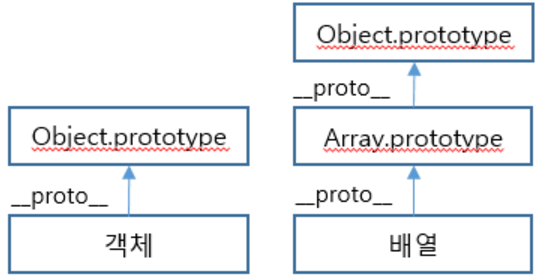 Object.prototype
__proto__
객체
Object.prototype
__proto__
Array.prototype
__proto__
배열